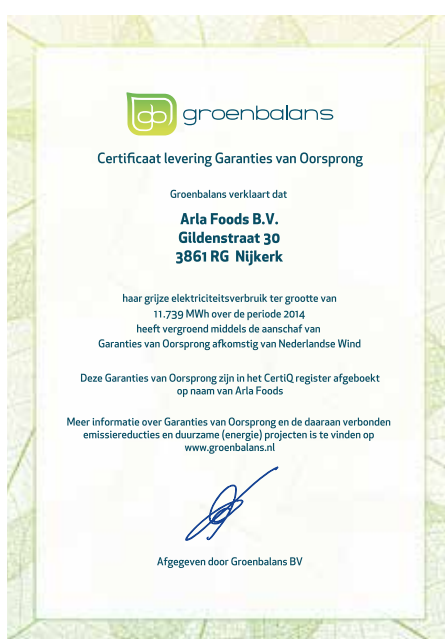 gb groenbalans
Certificaat levering Garanties van Oorsprong
Groenbalans verklaart dat
Arla Foods B.V.
Gildenstraat 30
3861 RG Nijkerk
haar grijze elektriciteitsverbruik ter grootte van
11.739 MWh over de periode 2014
heeft vergroend middels de aanschaf van
Garanties van Oorsprong afkomstig van Nederlandse Wind
Deze Garanties van Oorsprong zijn in het CertiQ register afgeboekt
op naam van Arla Foods
Meer informatie over Garanties van Oorsprong en de daaraan verbonden
emissiereducties en duurzame (energie) projecten is te vinden op
www.groenbalans.nl
Afgegeven door Groenbalans BV